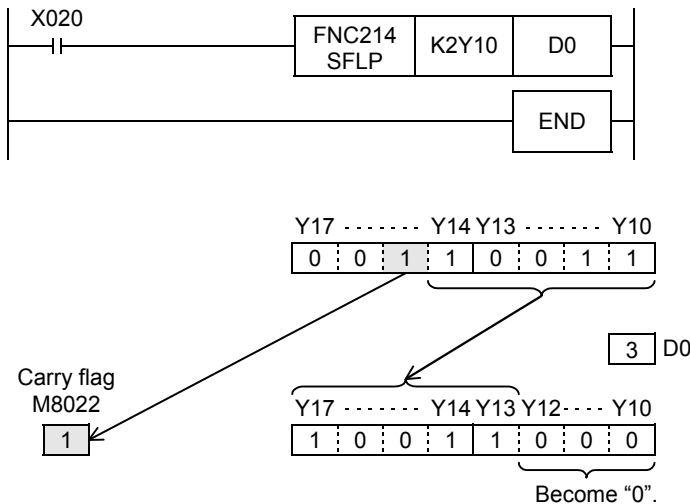 X020
FNC214
SFLP
K2Y10
D0
END
Y17 - - - - - - - Y14 Y13 - - - - - - - Y10
0 0 1 1 0 0 1 1
3 D0
Carry flag
M8022
1
Y17 - - - - - - - Y14 Y13 Y12 - - - - Y10
1 0 0 1 1 0 0 0
Become “0”.